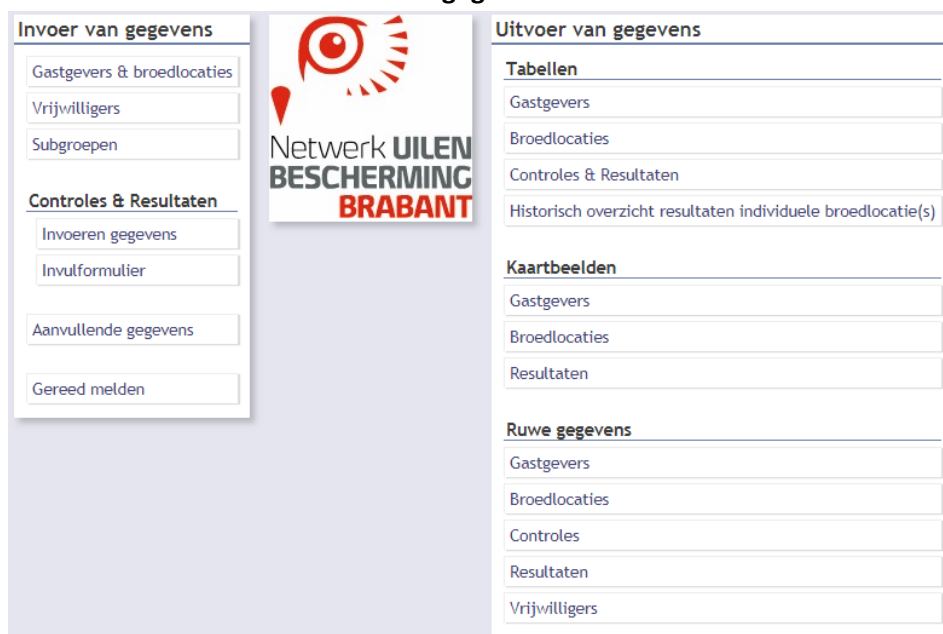 Invoer van gegevens
Gastgevers & broedlocaties
Vrijwilligers
Subgroepen
Controles & Resultaten
Invoeren gegevens
Invulformulier
Aanvullende gegevens
Gereed melden
Netwerk UILEN
BESCHERMING
BRABANT
Uitvoer van gegevens
Tabellen
Gastgevers
Broedlocaties
Controles & Resultaten
Historisch overzicht resultaten individuele broedlocatie(s)
Kaartbeelden
Gastgevers
Broedlocaties
Resultaten
Ruwe gegevens
Gastgevers
Broedlocaties
Controles
Resultaten
Vrijwilligers